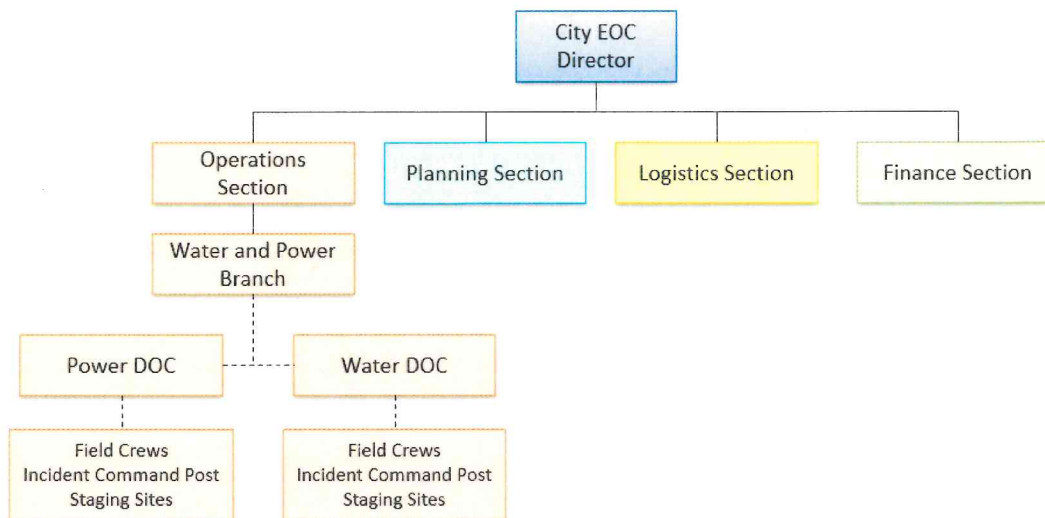 City EOC
Director
Operations
Section
Planning Section
Logistics Section
Finance Section
Water and Power
Branch
Power DOC
Water DOC
Field Crews
Incident Command Post
Staging Sites
Field Crews
Incident Command Post
Staging Sites